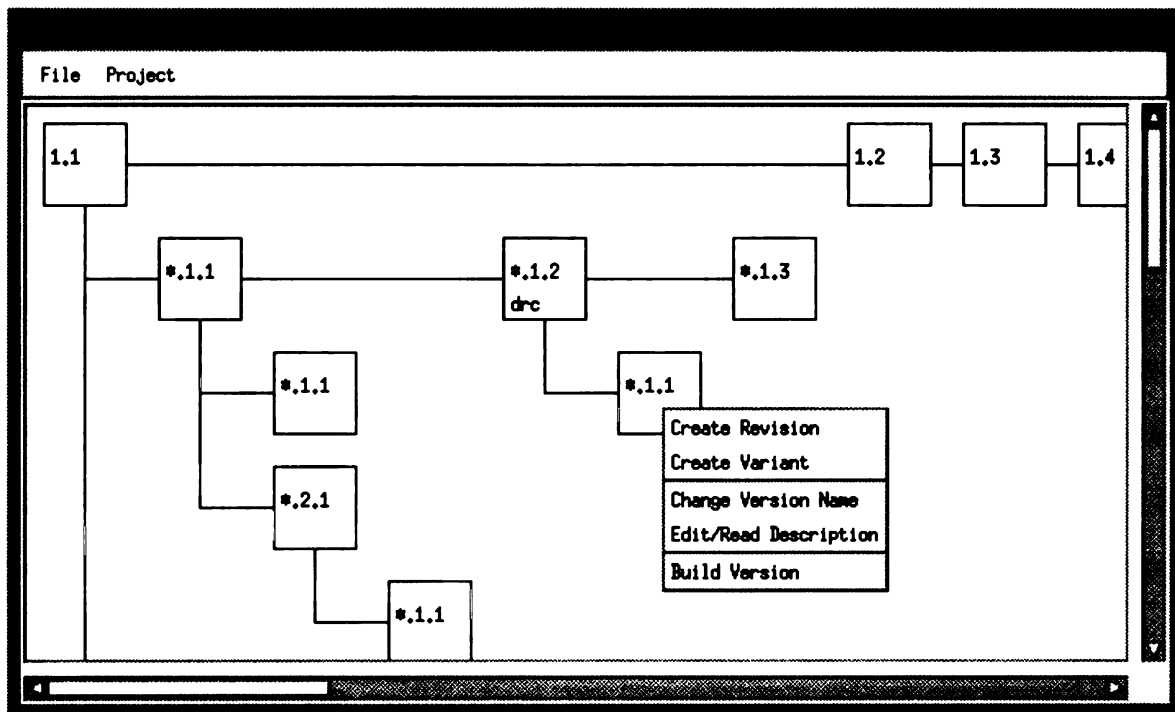 File Project
1.1 1.2 1.3 1.4
*.1.1 *.1.2 *.1.3
drc
*.1.1 *.1.1
Create Revision
Create Variant
*.2.1 Change Version Name
Edit/Read Description
Build Version
*.1.1